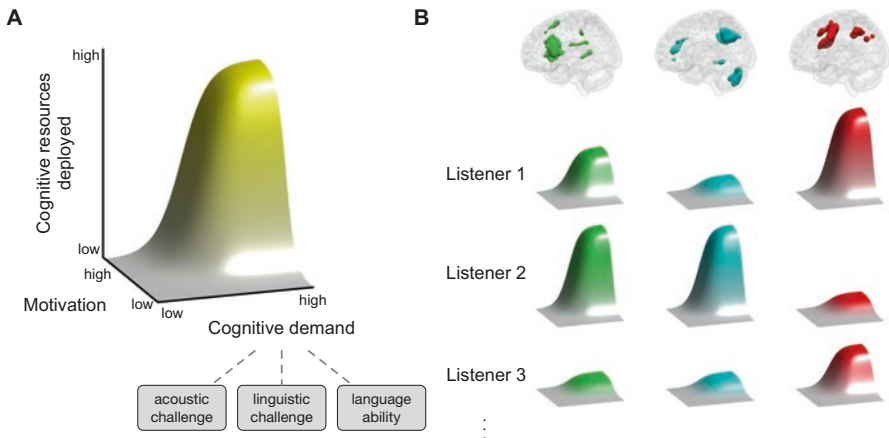 A
high
Cognitive resources
deployed
low
high
Motivation
low
low
high
Cognitive demand
acoustic
challenge
linguistic
challenge
language
ability
B
Listener 1
Listener 2
Listener 3
⋮